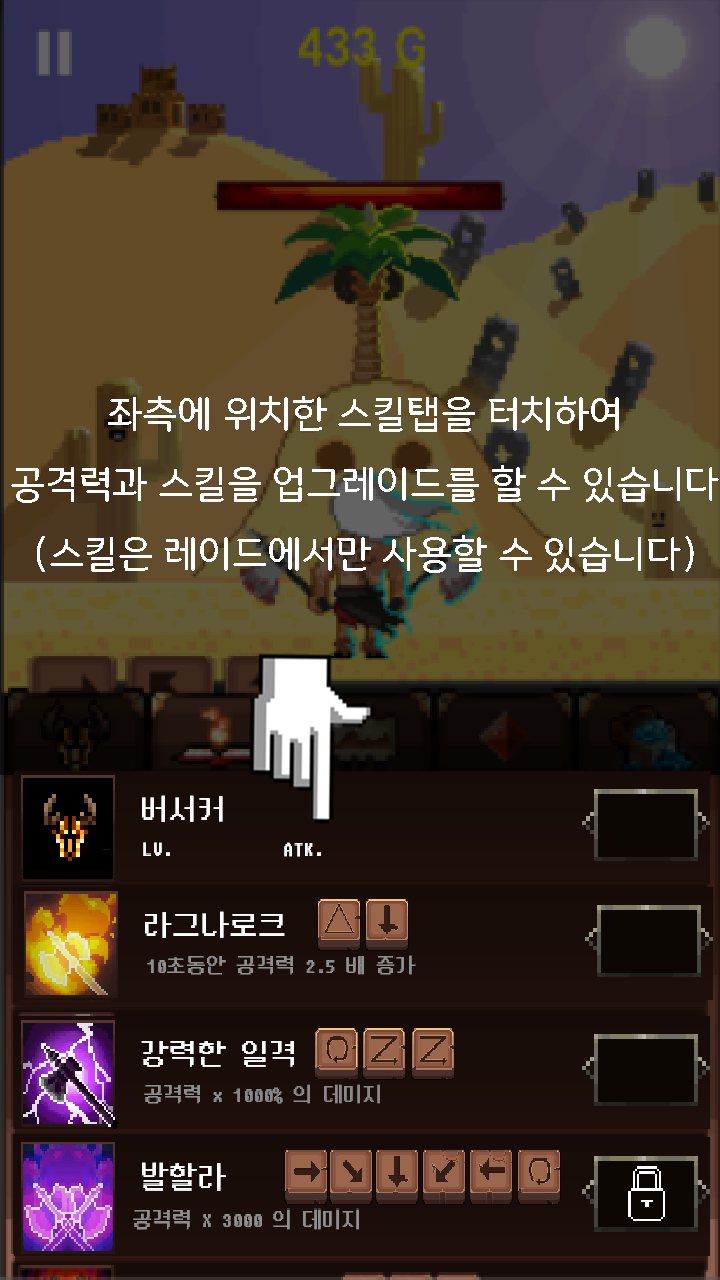 433 G
좌측에 위치한 스킬탭을 터치하여
공격력과 스킬을 업그레이드를 할 수 있습니다
(스킬은 레이드에서만 사용할 수 있습니다)
버서커
LV. ATK.
라그나로크
10초동안 공격력 2.5 배 증가
강력한 일격
공격력 x 1000% 의 데미지
발할라
공격력 X 3000 의 데미지